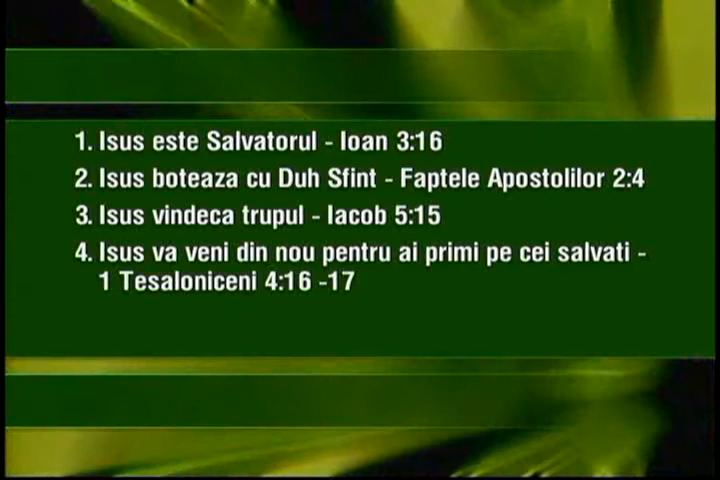 1. Isus este Salvatorul - Ioan 3:16
2. Isus boteaza cu Duh Sfint - Faptele Apostolilor 2:4
3. Isus vindeca trupul - Iacob 5:15
4. Isus va veni din nou pentru ai primi pe cei salvati -
1 Tesaloniceni 4:16 -17